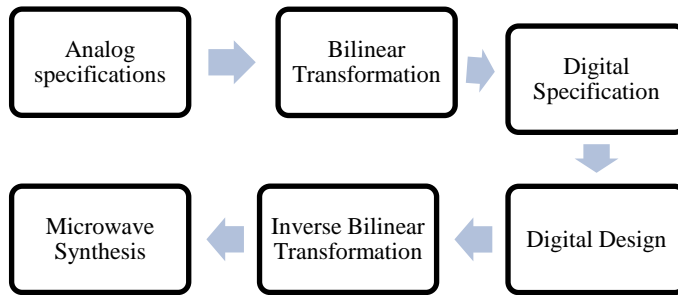 Analog
specifications
Bilinear
Transformation
Digital
Specification
Digital Design
Inverse Bilinear
Transformation
Microwave
Synthesis